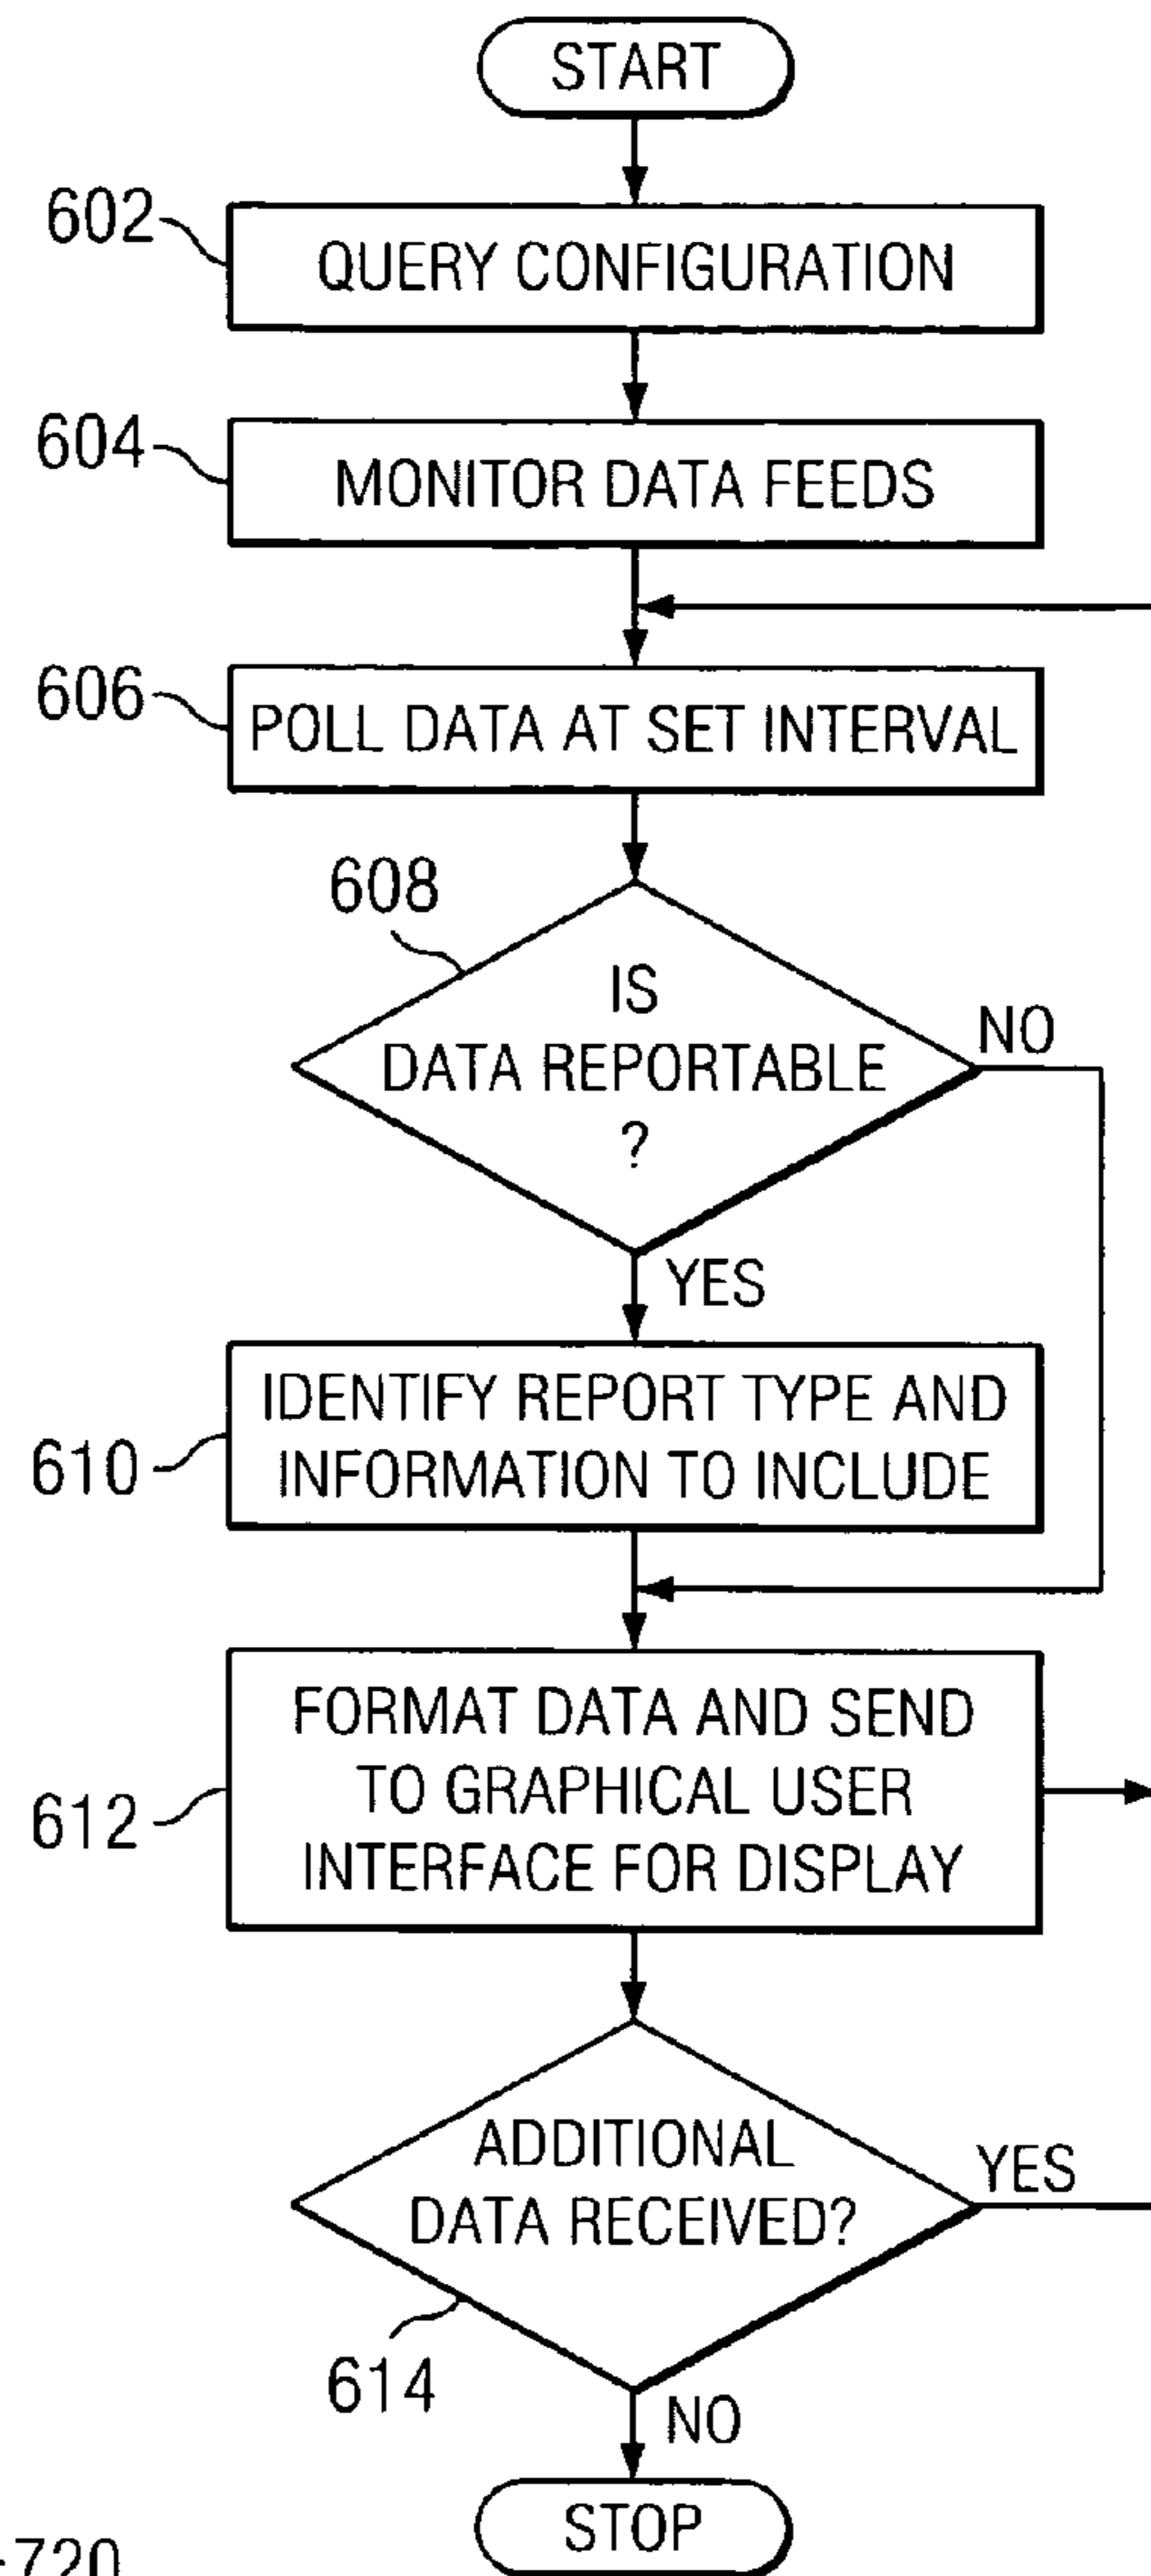 START
602
QUERY CONFIGURATION
604
MONITOR DATA FEEDS
606
POLL DATA AT SET INTERVAL
608
IS
DATA REPORTABLE
?
NO
YES
610
IDENTIFY REPORT TYPE AND
INFORMATION TO INCLUDE
612
FORMAT DATA AND SEND
TO GRAPHICAL USER
INTERFACE FOR DISPLAY
ADDITIONAL
DATA RECEIVED?
YES
614
NO
STOP
720